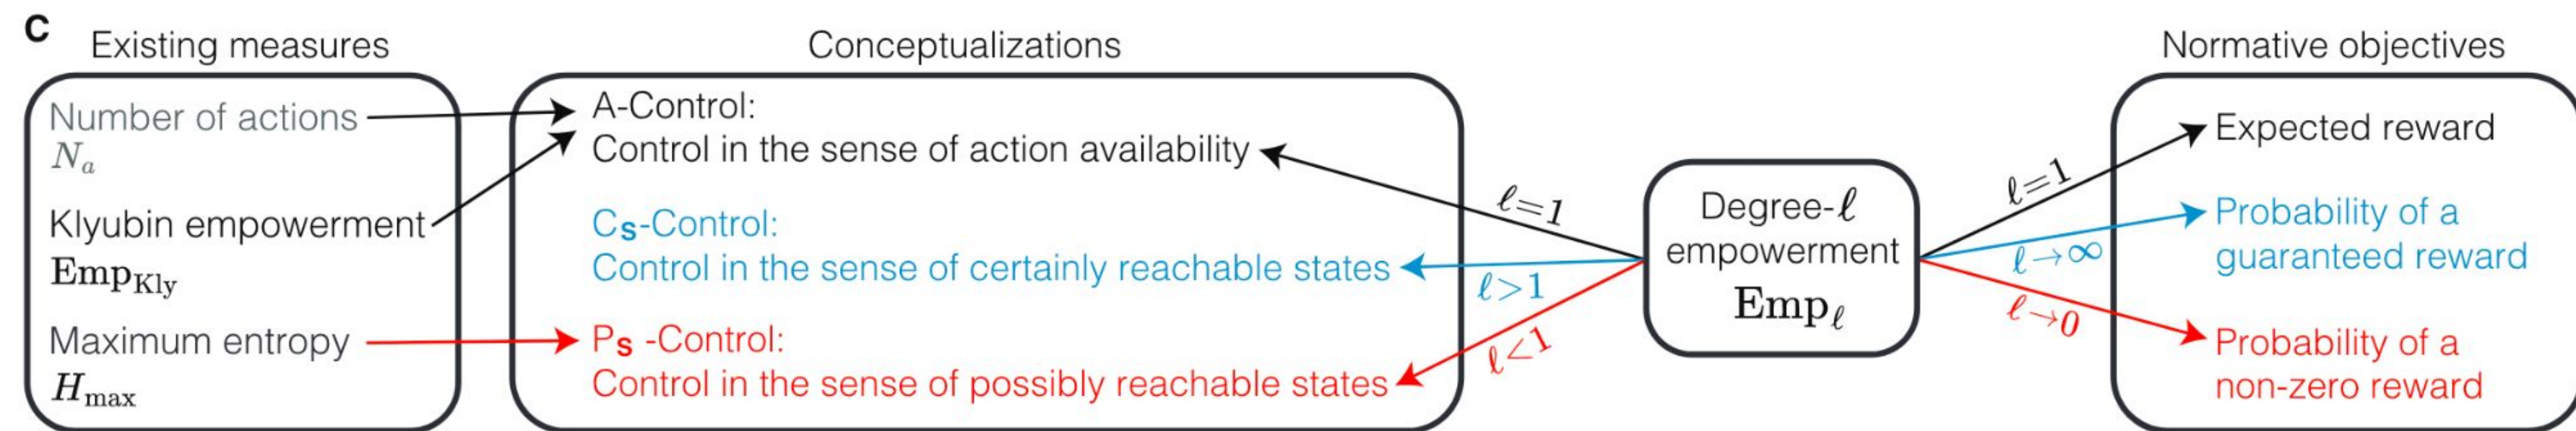 C
Existing measures
Number of actions
Nₐ
Klyubin empowerment
Emp_Kly
Maximum entropy
H_max
Conceptualizations
A-Control:
Control in the sense of action availability
Cs-Control:
Control in the sense of certainly reachable states
Ps -Control:
Control in the sense of possibly reachable states
ℓ=1
ℓ>1
ℓ<1
Degree-ℓ
empowerment
Emp_ℓ
ℓ=1
ℓ→∞
ℓ→0
Normative objectives
Expected reward
Probability of a
guaranteed reward
Probability of a
non-zero reward